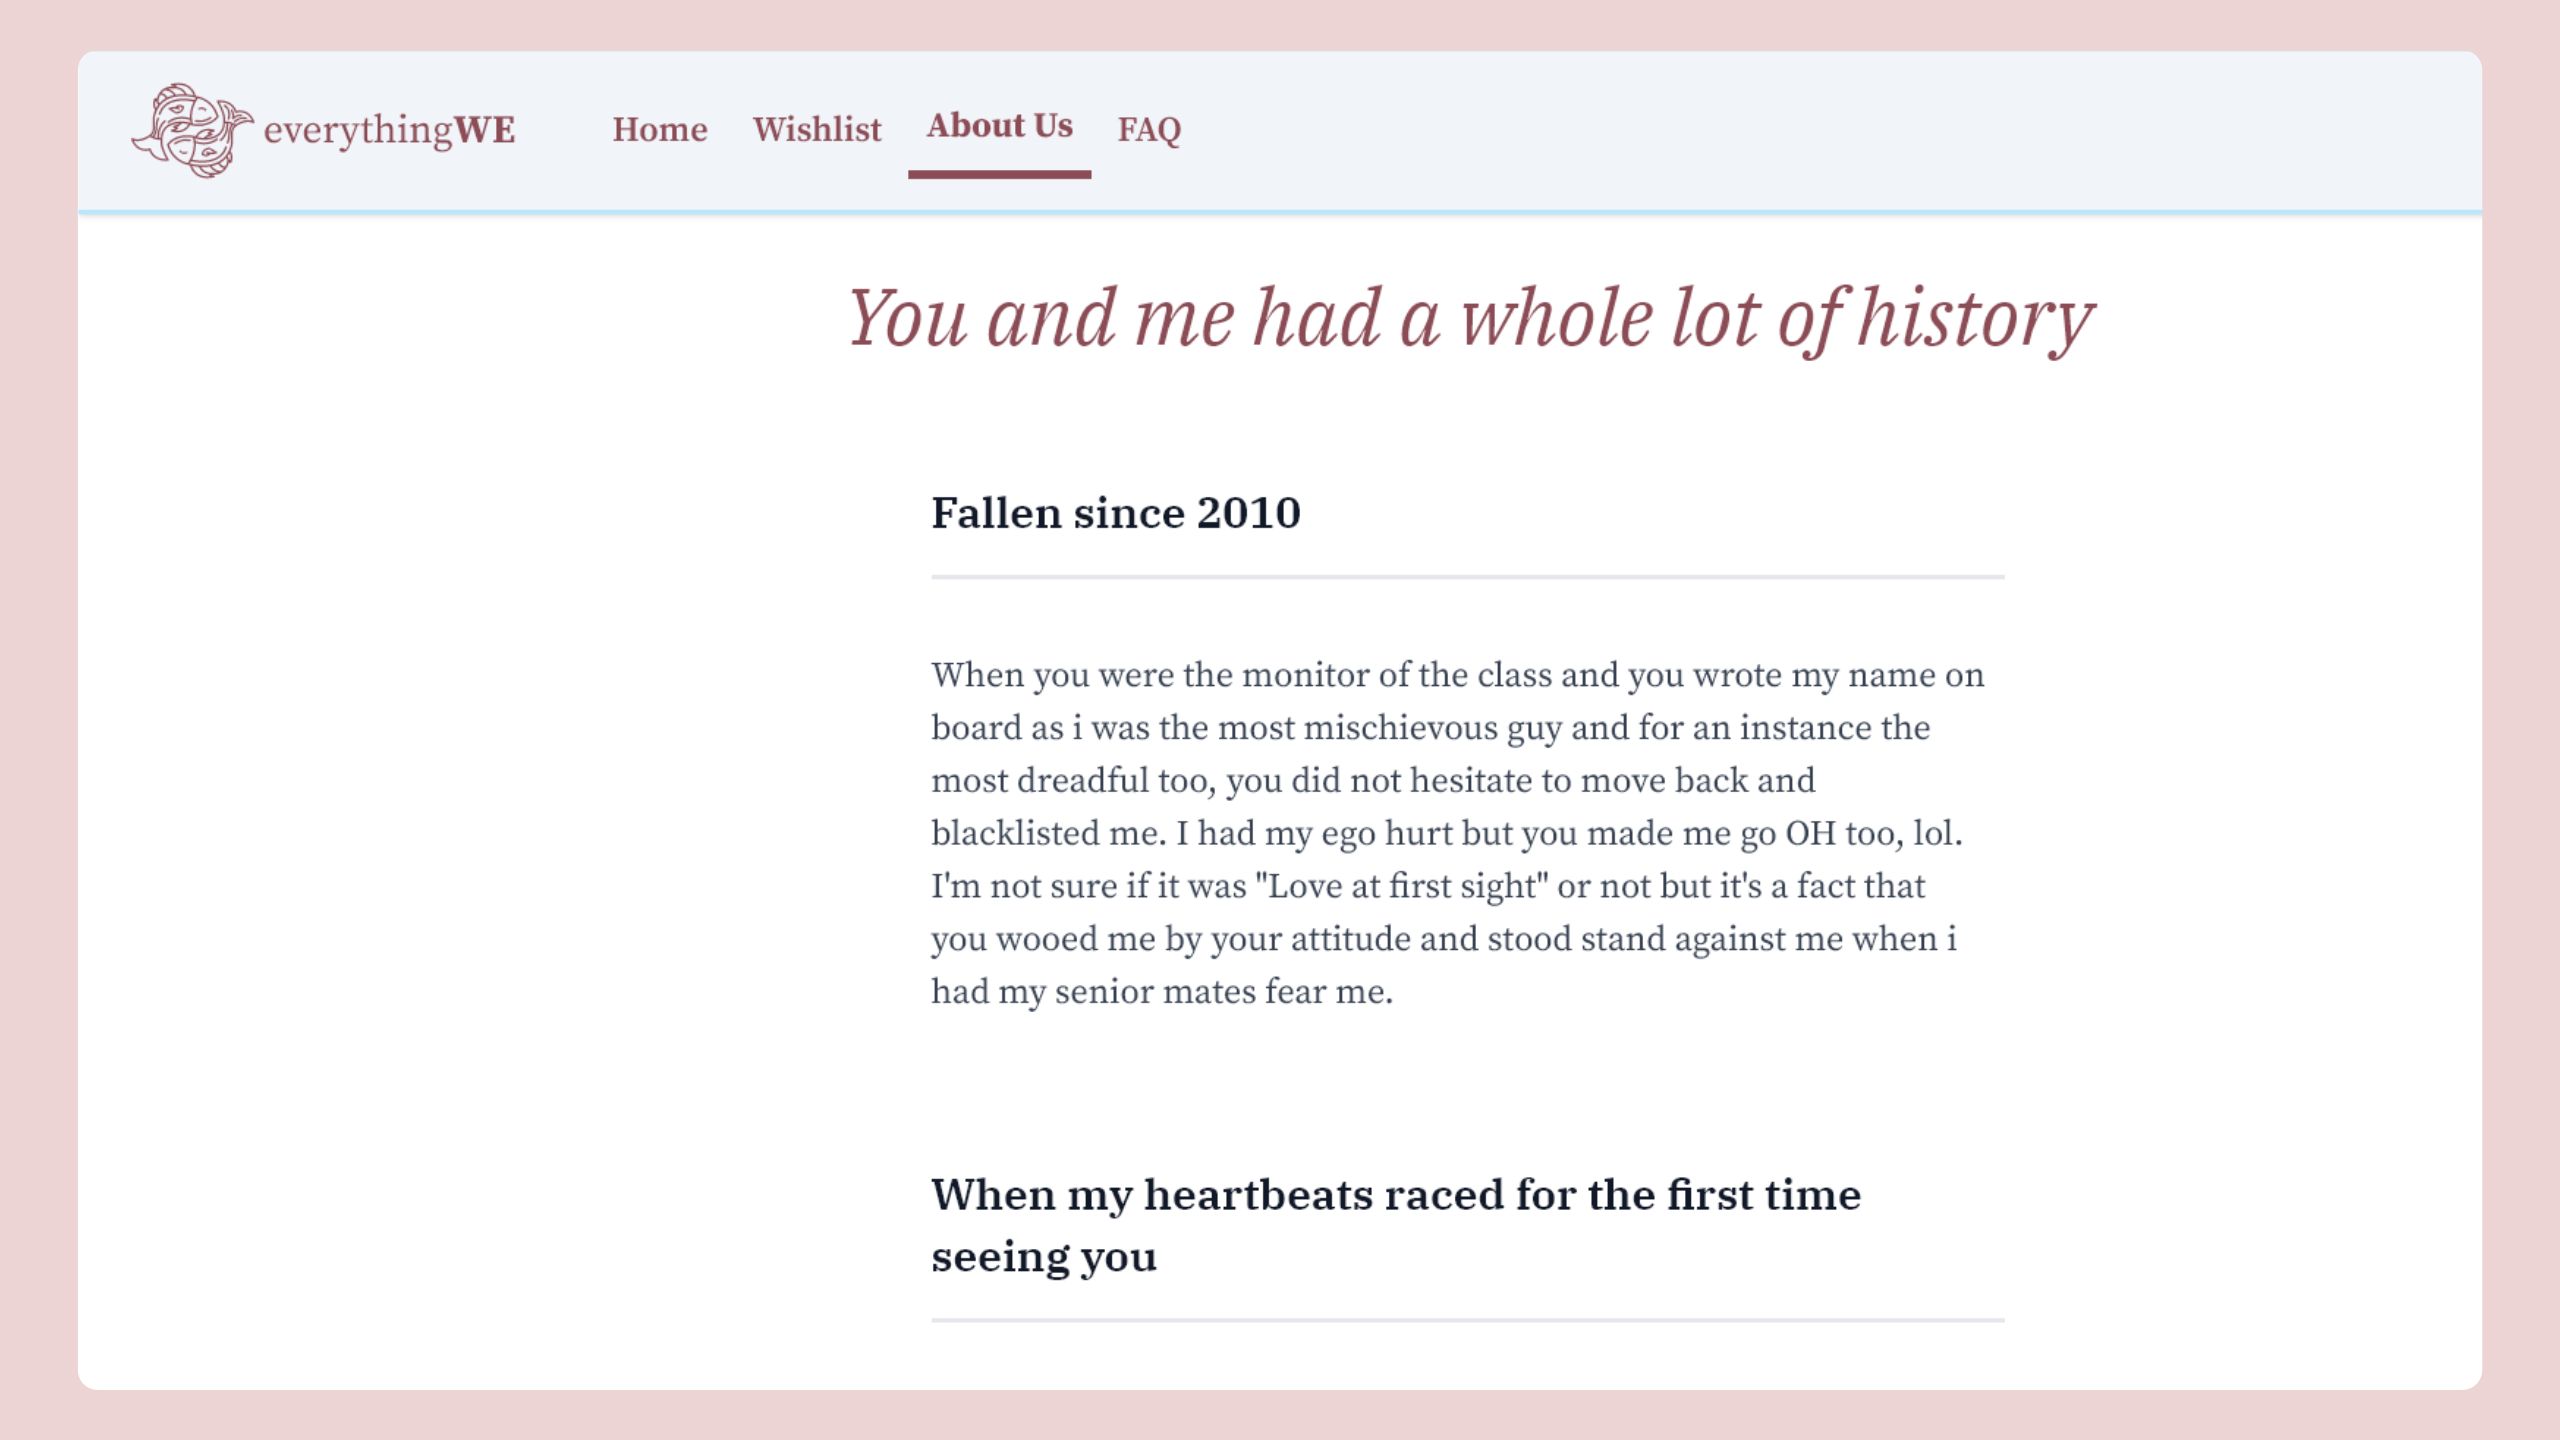 everythingWE Home Wishlist About Us FAQ
You and me had a whole lot of history
Fallen since 2010
When you were the monitor of the class and you wrote my name on
board as i was the most mischievous guy and for an instance the
most dreadful too, you did not hesitate to move back and
blacklisted me. I had my ego hurt but you made me go OH too, lol.
I'm not sure if it was "Love at first sight" or not but it's a fact that
you wooed me by your attitude and stood stand against me when i
had my senior mates fear me.
When my heartbeats raced for the first time
seeing you